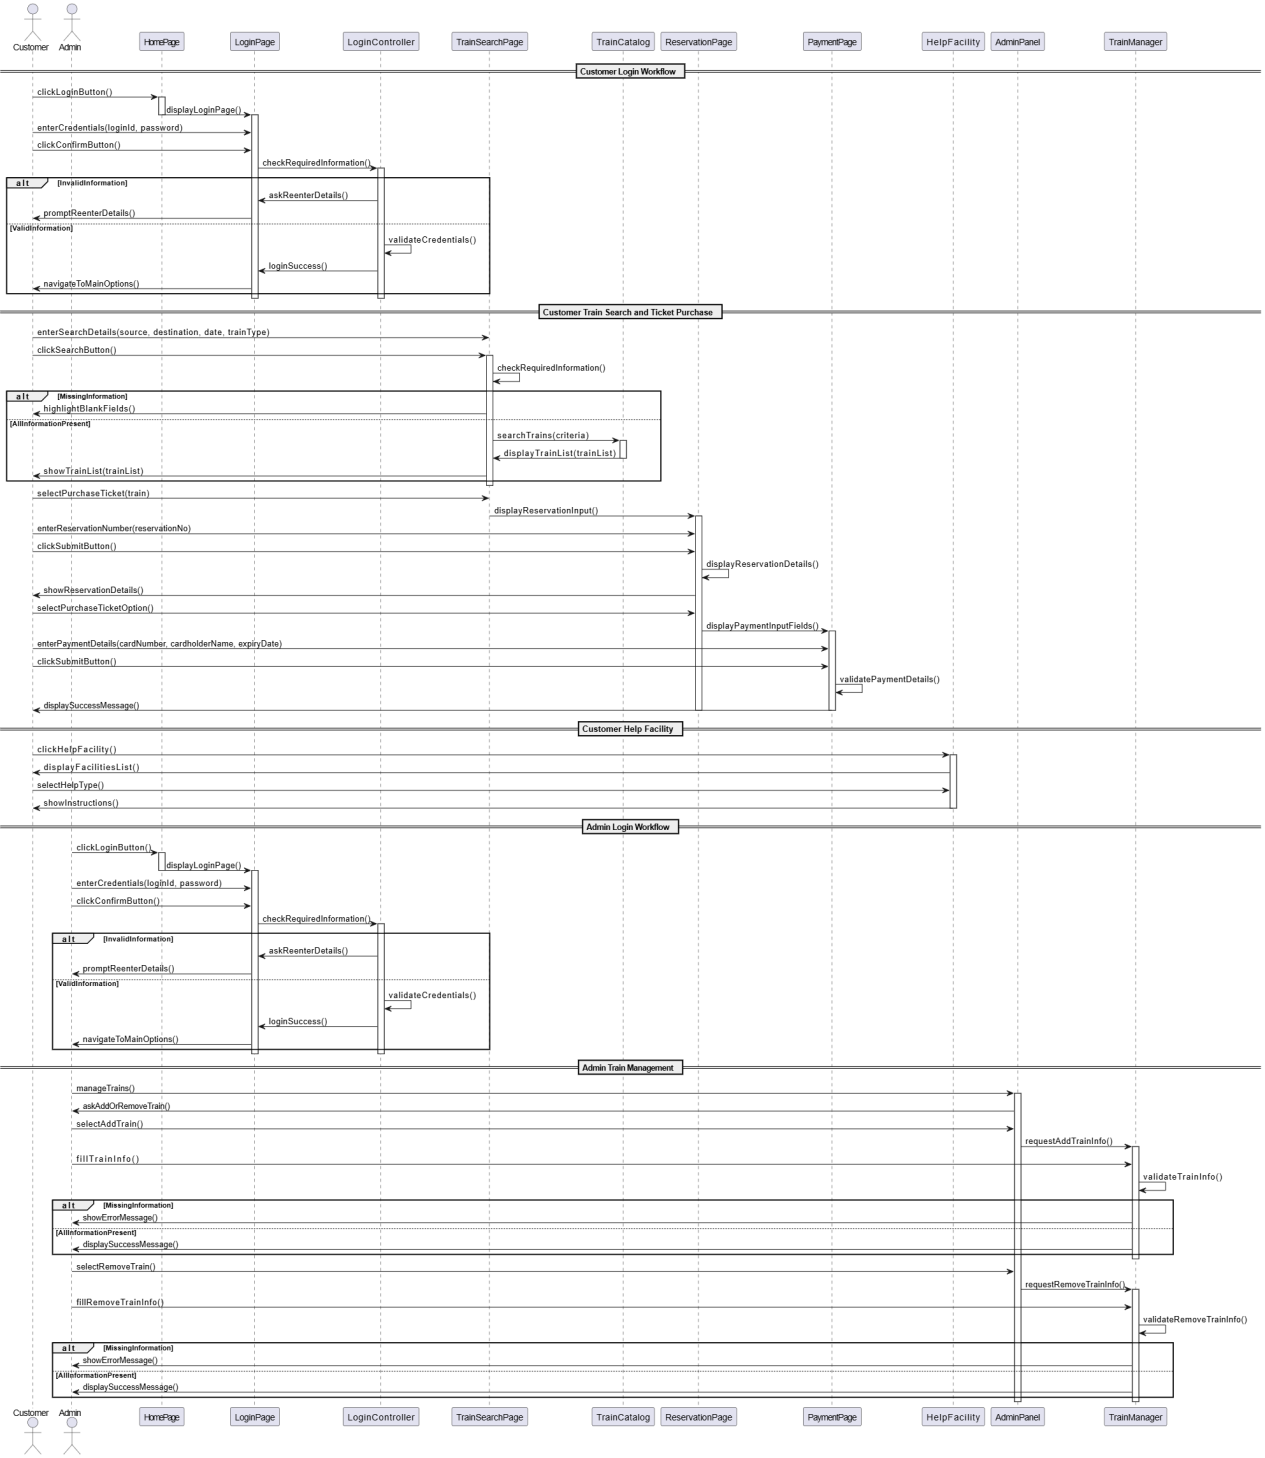 Customer Admin HomePage LoginPage LoginController TrainSearchPage TrainCatalog ReservationPage PaymentPage HelpFacility AdminPanel TrainManager
Customer Login Workflow
clickLoginButton()
displayLoginPage()
enterCredentials(loginId, password)
clickConfirmButton()
checkRequiredInformation()
alt [InvalidInformation]
askReenterDetails()
promptReenterDetails()
[ValidInformation]
validateCredentials()
loginSuccess()
navigateToMainOptions()
Customer Train Search and Ticket Purchase
enterSearchDetails(source, destination, date, trainType)
clickSearchButton()
checkRequiredInformation()
alt [MissingInformation]
highlightBlankFields()
[AllInformationPresent]
searchTrains(criteria)
displayTrainList(trainList)
showTrainList(trainList)
selectPurchaseTicket(train)
displayReservationInput()
enterReservationNumber(reservationNo)
clickSubmitButton()
displayReservationDetails()
showReservationDetails()
selectPurchaseTicketOption()
displayPaymentInputFields()
enterPaymentDetails(cardNumber, cardholderName, expiryDate)
clickSubmitButton()
validatePaymentDetails()
displaySuccessMessage()
Customer Help Facility
clickHelpFacility()
displayFacilitiesList()
selectHelpType()
showInstructions()
Admin Login Workflow
clickLoginButton()
displayLoginPage()
enterCredentials(loginId, password)
clickConfirmButton()
checkRequiredInformation()
alt [InvalidInformation]
askReenterDetails()
promptReenterDetails()
[ValidInformation]
validateCredentials()
loginSuccess()
navigateToMainOptions()
Admin Train Management
manageTrains()
askAddOrRemoveTrain()
selectAddTrain()
requestAddTrainInfo()
fillTrainInfo()
validateTrainInfo()
alt [MissingInformation]
showErrorMessage()
[AllInformationPresent]
displaySuccessMessage()
selectRemoveTrain()
requestRemoveTrainInfo()
fillRemoveTrainInfo()
validateRemoveTrainInfo()
alt [MissingInformation]
showErrorMessage()
[AllInformationPresent]
displaySuccessMessage()
Customer Admin HomePage LoginPage LoginController TrainSearchPage TrainCatalog ReservationPage PaymentPage HelpFacility AdminPanel TrainManager